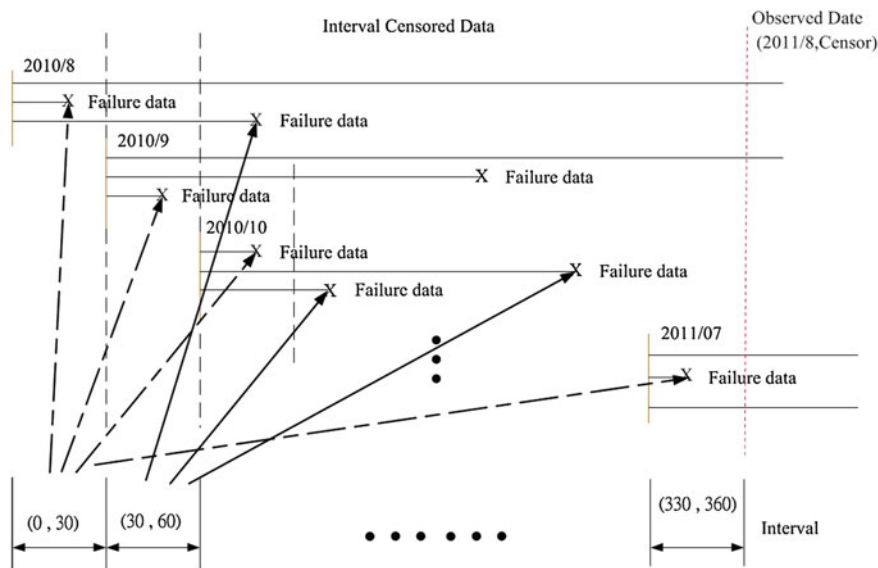 Interval Censored Data
Observed Date
(2011/8,Censor)
2010/8
X Failure data
X Failure data
2010/9
X Failure data
X Failure data
2010/10
X Failure data
X Failure data
X Failure data
2011/07
X Failure data
(0 , 30)
(30 , 60)
(330 , 360)
Interval